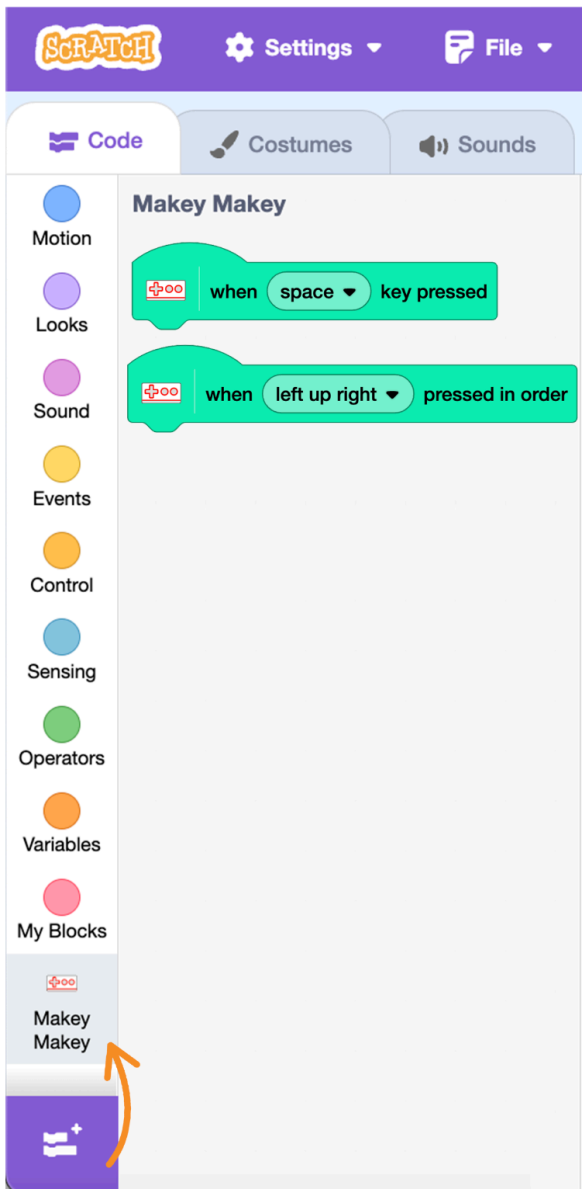 SCRATCH Settings File
Code Costumes Sounds
Makey Makey
when space key pressed
when left up right pressed in order
Motion
Looks
Sound
Events
Control
Sensing
Operators
Variables
My Blocks
Makey
Makey